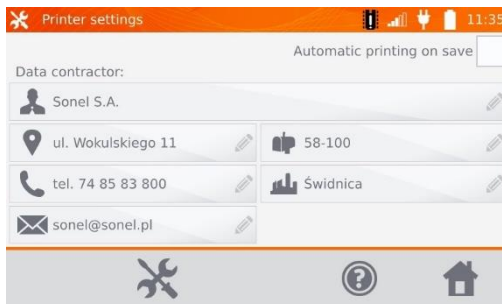 Printer settings
11:35
Automatic printing on save
Data contractor:
Sonel S.A.
ul. Wokulskiego 11
58-100
tel. 74 85 83 800
Świdnica
sonel@sonel.pl